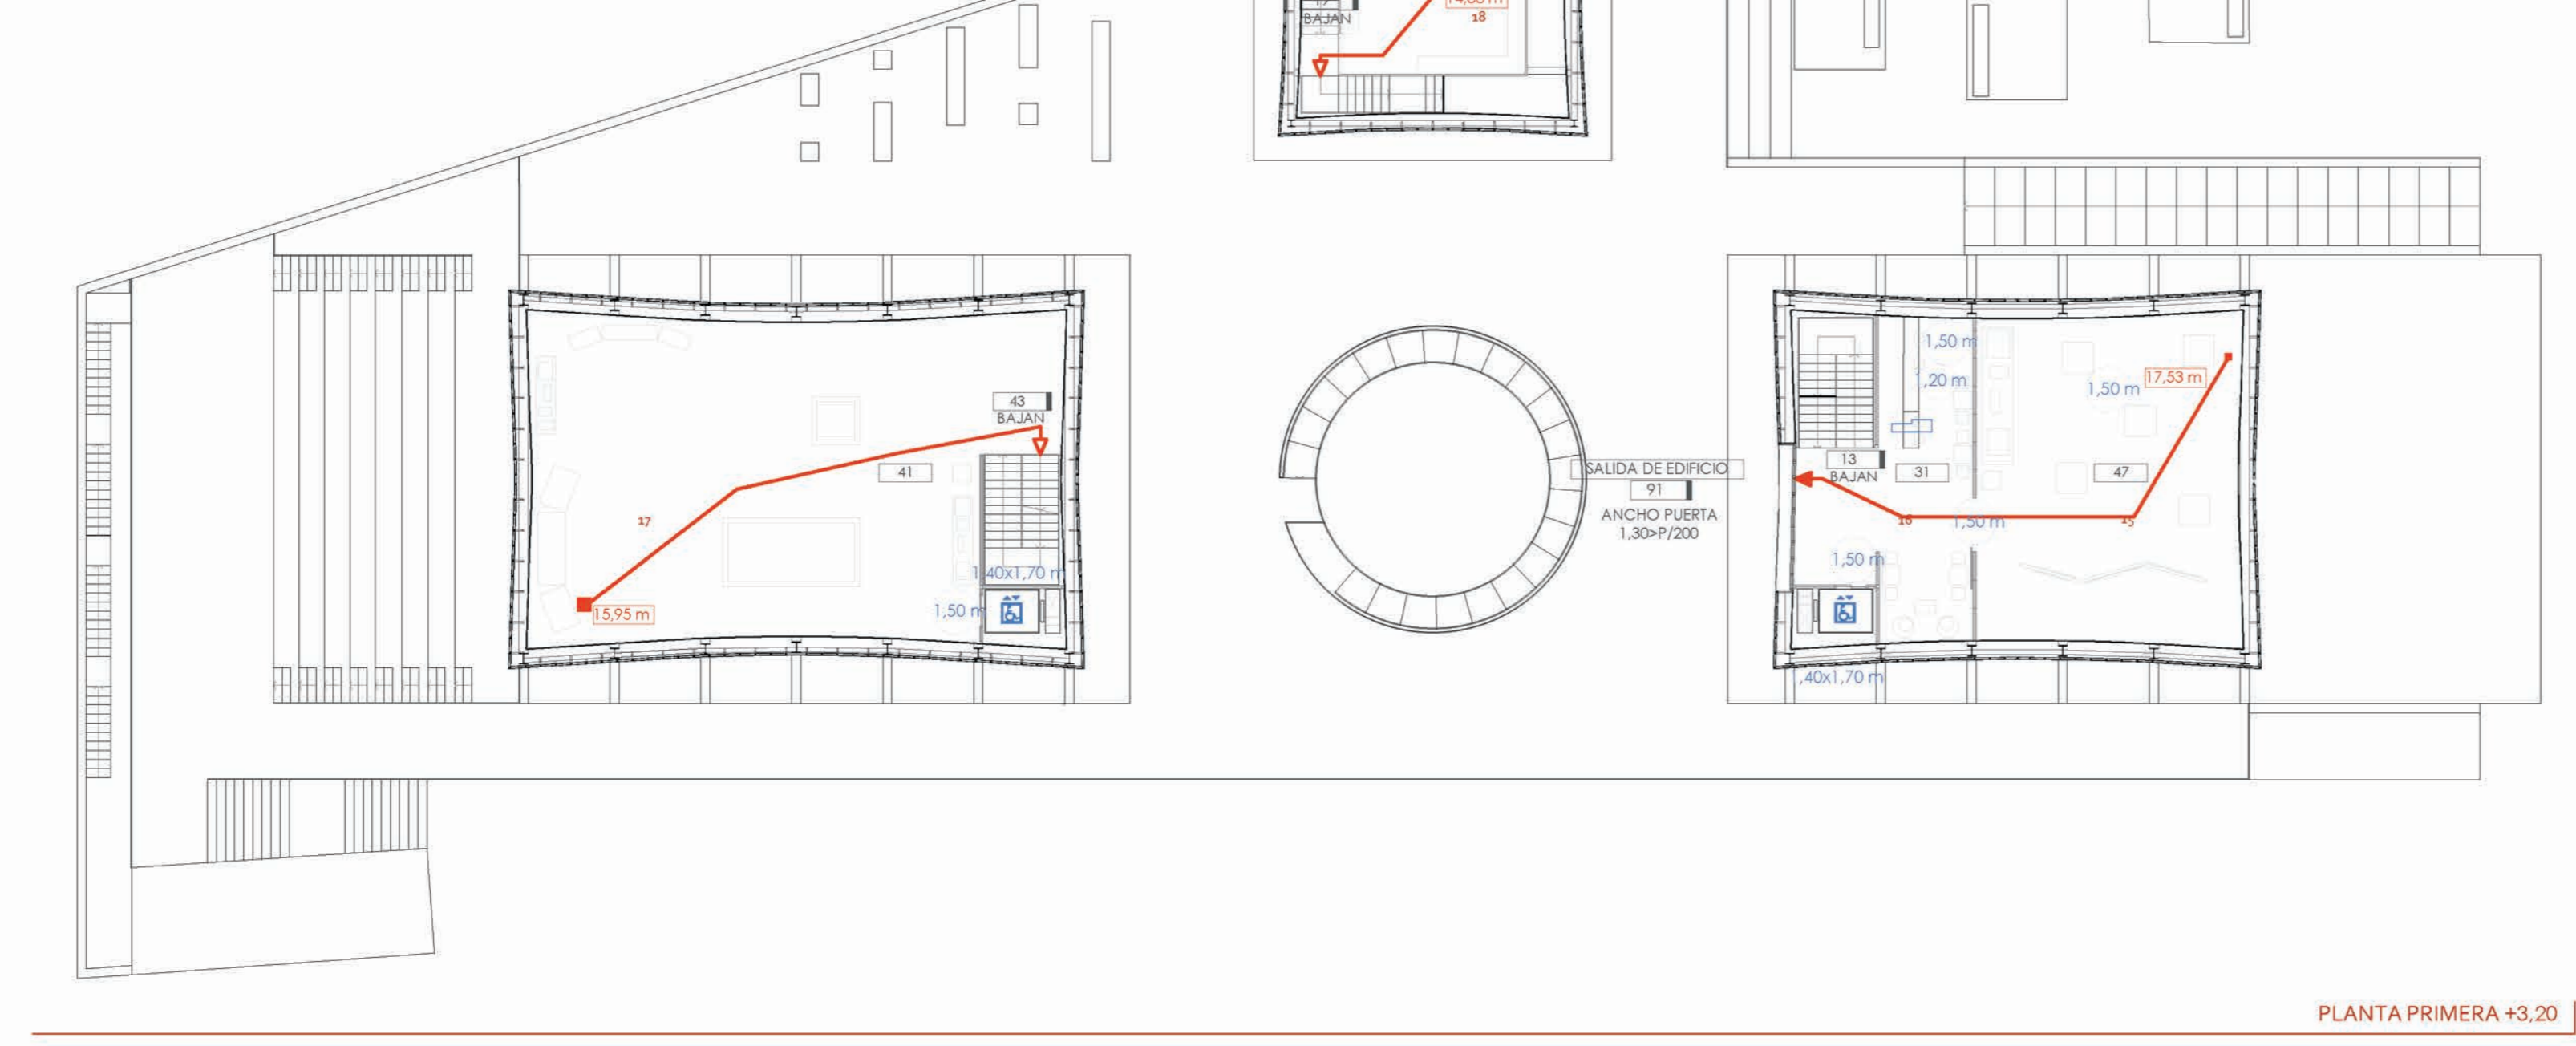 BAJAN
18
1,50 m
,20 m
1,50 m
17,53 m
43
BAJAN
41
17
SALIDA DE EDIFICIO
91
ANCHO PUERTA
1,30>P/200
13
BAJAN
31
47
16
1,50 m
15
1,50 m
40x1,70 m
1,50 m
15,95 m
,40x1,70 m
PLANTA PRIMERA +3,20